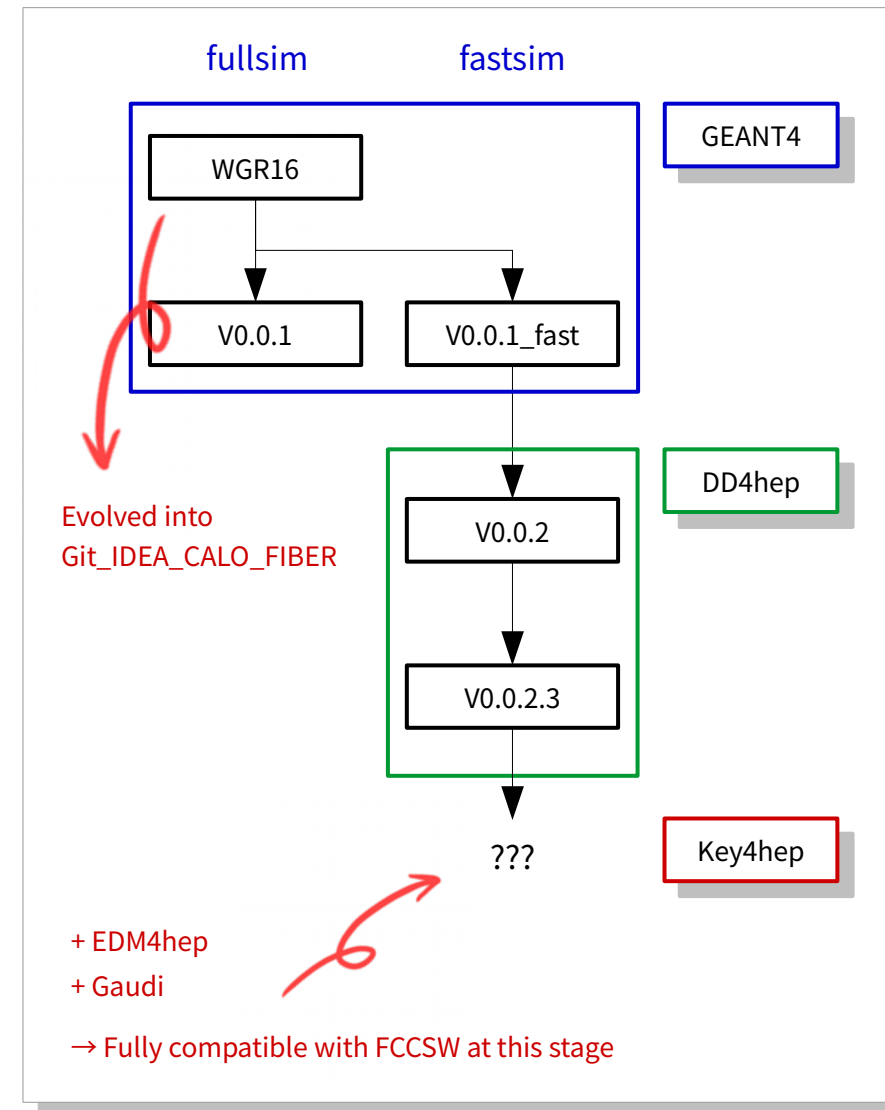 fullsim
fastsim
GEANT4
WGR16
V0.0.1
V0.0.1_fast
DD4hep
V0.0.2
Evolved into
Git_IDEA_CALO_FIBER
V0.0.2.3
???
Key4hep
+ EDM4hep
+ Gaudi
→ Fully compatible with FCCSW at this stage